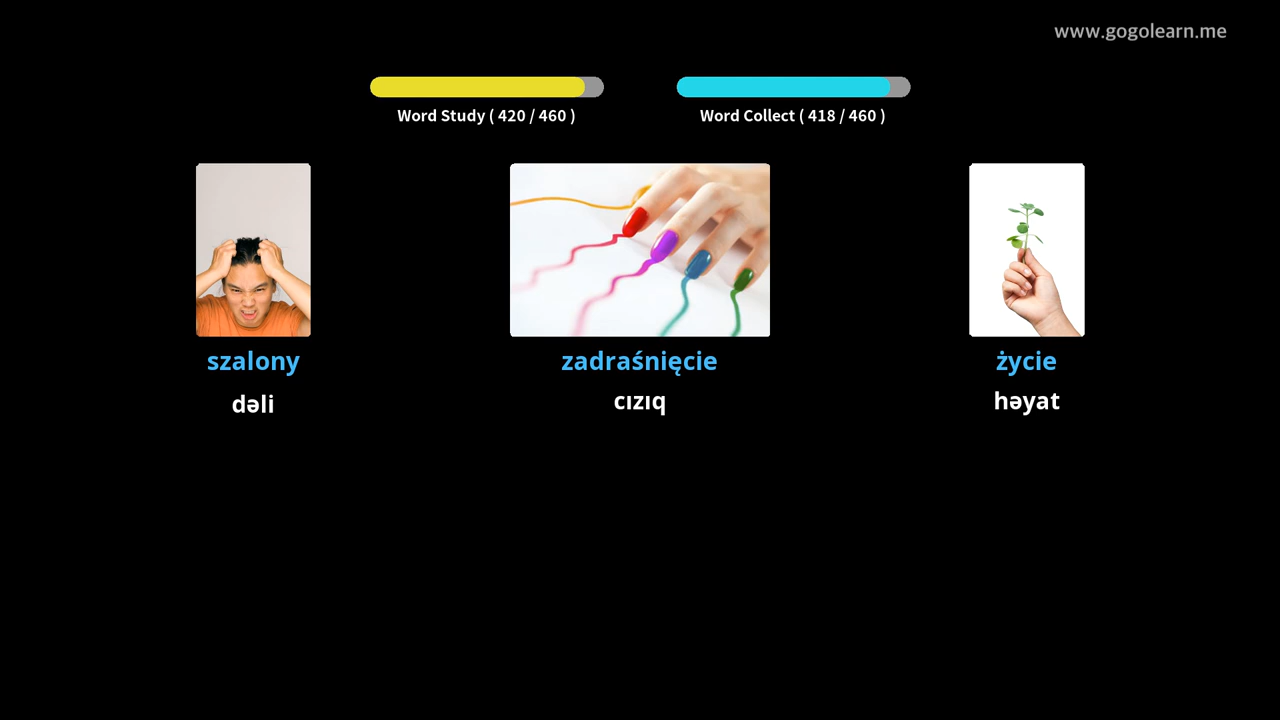 www.gogolearn.me
Word Study ( 420 / 460 )
Word Collect ( 418 / 460 )
szalony
zadraśnięcie
życie
dəli
cızıq
həyat